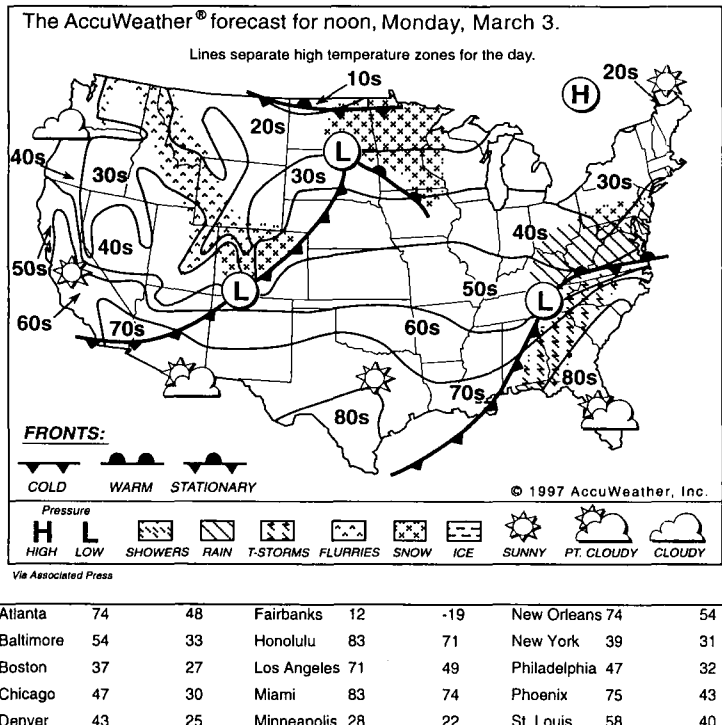 The AccuWeather® forecast for noon, Monday, March 3.
Lines separate high temperature zones for the day.
10s
20s
H
20s
L
40s
30s
30s
30s
40s
40s
50s
L
50s
L
60s
70s
60s
70s
80s
80s
FRONTS:
COLD WARM STATIONARY
© 1997 AccuWeather, Inc.
Pressure
H L
HIGH LOW SHOWERS RAIN T-STORMS FLURRIES SNOW ICE SUNNY PT. CLOUDY CLOUDY
Via Associated Press
Atlanta 74 48 Fairbanks 12 -19 New Orleans 74 54
Baltimore 54 33 Honolulu 83 71 New York 39 31
Boston 37 27 Los Angeles 71 49 Philadelphia 47 32
Chicago 47 30 Miami 83 74 Phoenix 75 43
Denver 43 25 Minneapolis 28 22 St. Louis 58 40